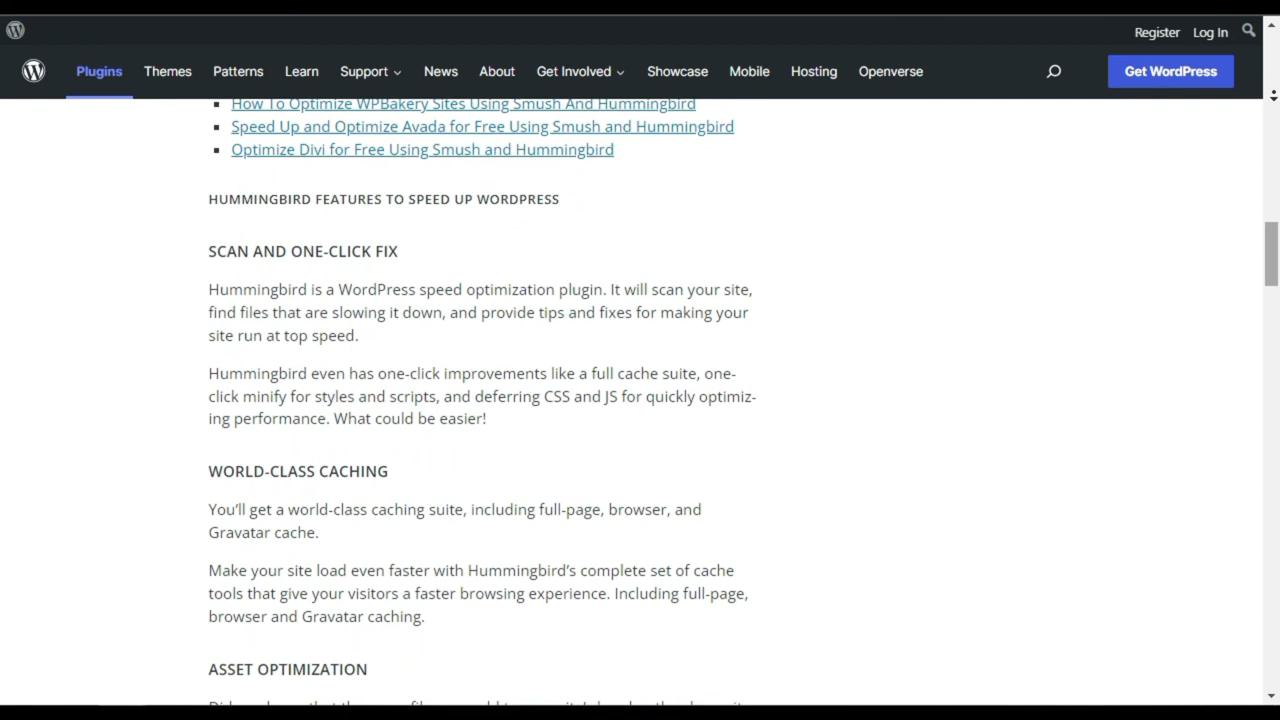 Register Log In
Plugins Themes Patterns Learn Support News About Get Involved Showcase Mobile Hosting Openverse Get WordPress
How To Optimize WPBakery Sites Using Smush And Hummingbird
Speed Up and Optimize Avada for Free Using Smush and Hummingbird
Optimize Divi for Free Using Smush and Hummingbird
HUMMINGBIRD FEATURES TO SPEED UP WORDPRESS
SCAN AND ONE-CLICK FIX
Hummingbird is a WordPress speed optimization plugin. It will scan your site,
find files that are slowing it down, and provide tips and fixes for making your
site run at top speed.
Hummingbird even has one-click improvements like a full cache suite, one-
click minify for styles and scripts, and deferring CSS and JS for quickly optimiz-
ing performance. What could be easier!
WORLD-CLASS CACHING
You'll get a world-class caching suite, including full-page, browser, and
Gravatar cache.
Make your site load even faster with Hummingbird's complete set of cache
tools that give your visitors a faster browsing experience. Including full-page,
browser and Gravatar caching.
ASSET OPTIMIZATION